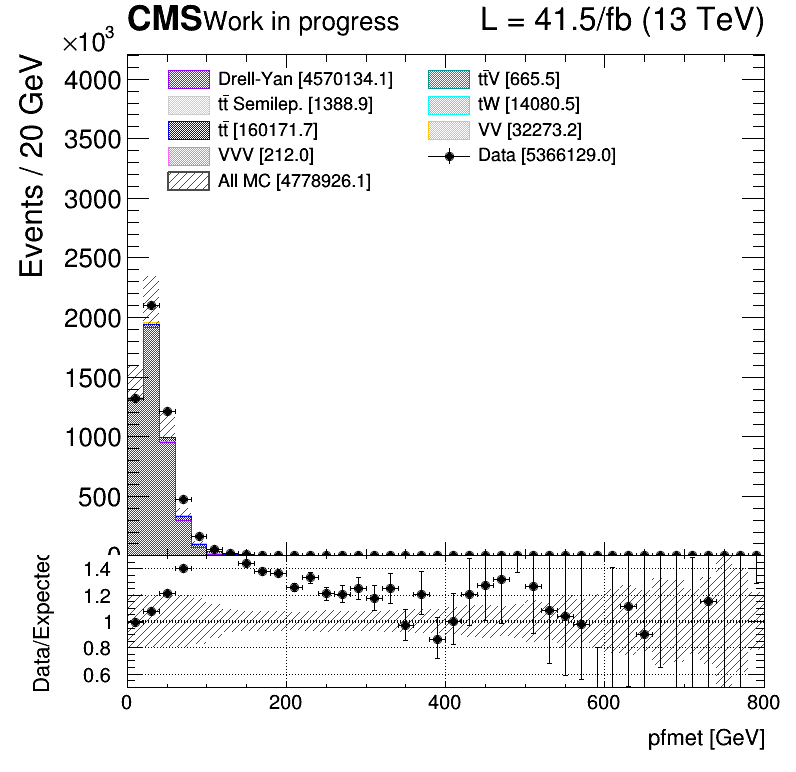 CMS Work in progress L = 41.5/fb (13 TeV)
×10³
Events / 20 GeV
4000
3500
3000
2500
2000
1500
1000
500
0
Drell-Yan [4570134.1]
tt̄ Semilep. [1388.9]
tt̄ [160171.7]
VVV [212.0]
All MC [4778926.1]
tt̄V [665.5]
tW [14080.5]
VV [32273.2]
Data [5366129.0]
Data/Expected
1.4
1.2
1
0.8
0.6
0 200 400 600 800
pfmet [GeV]